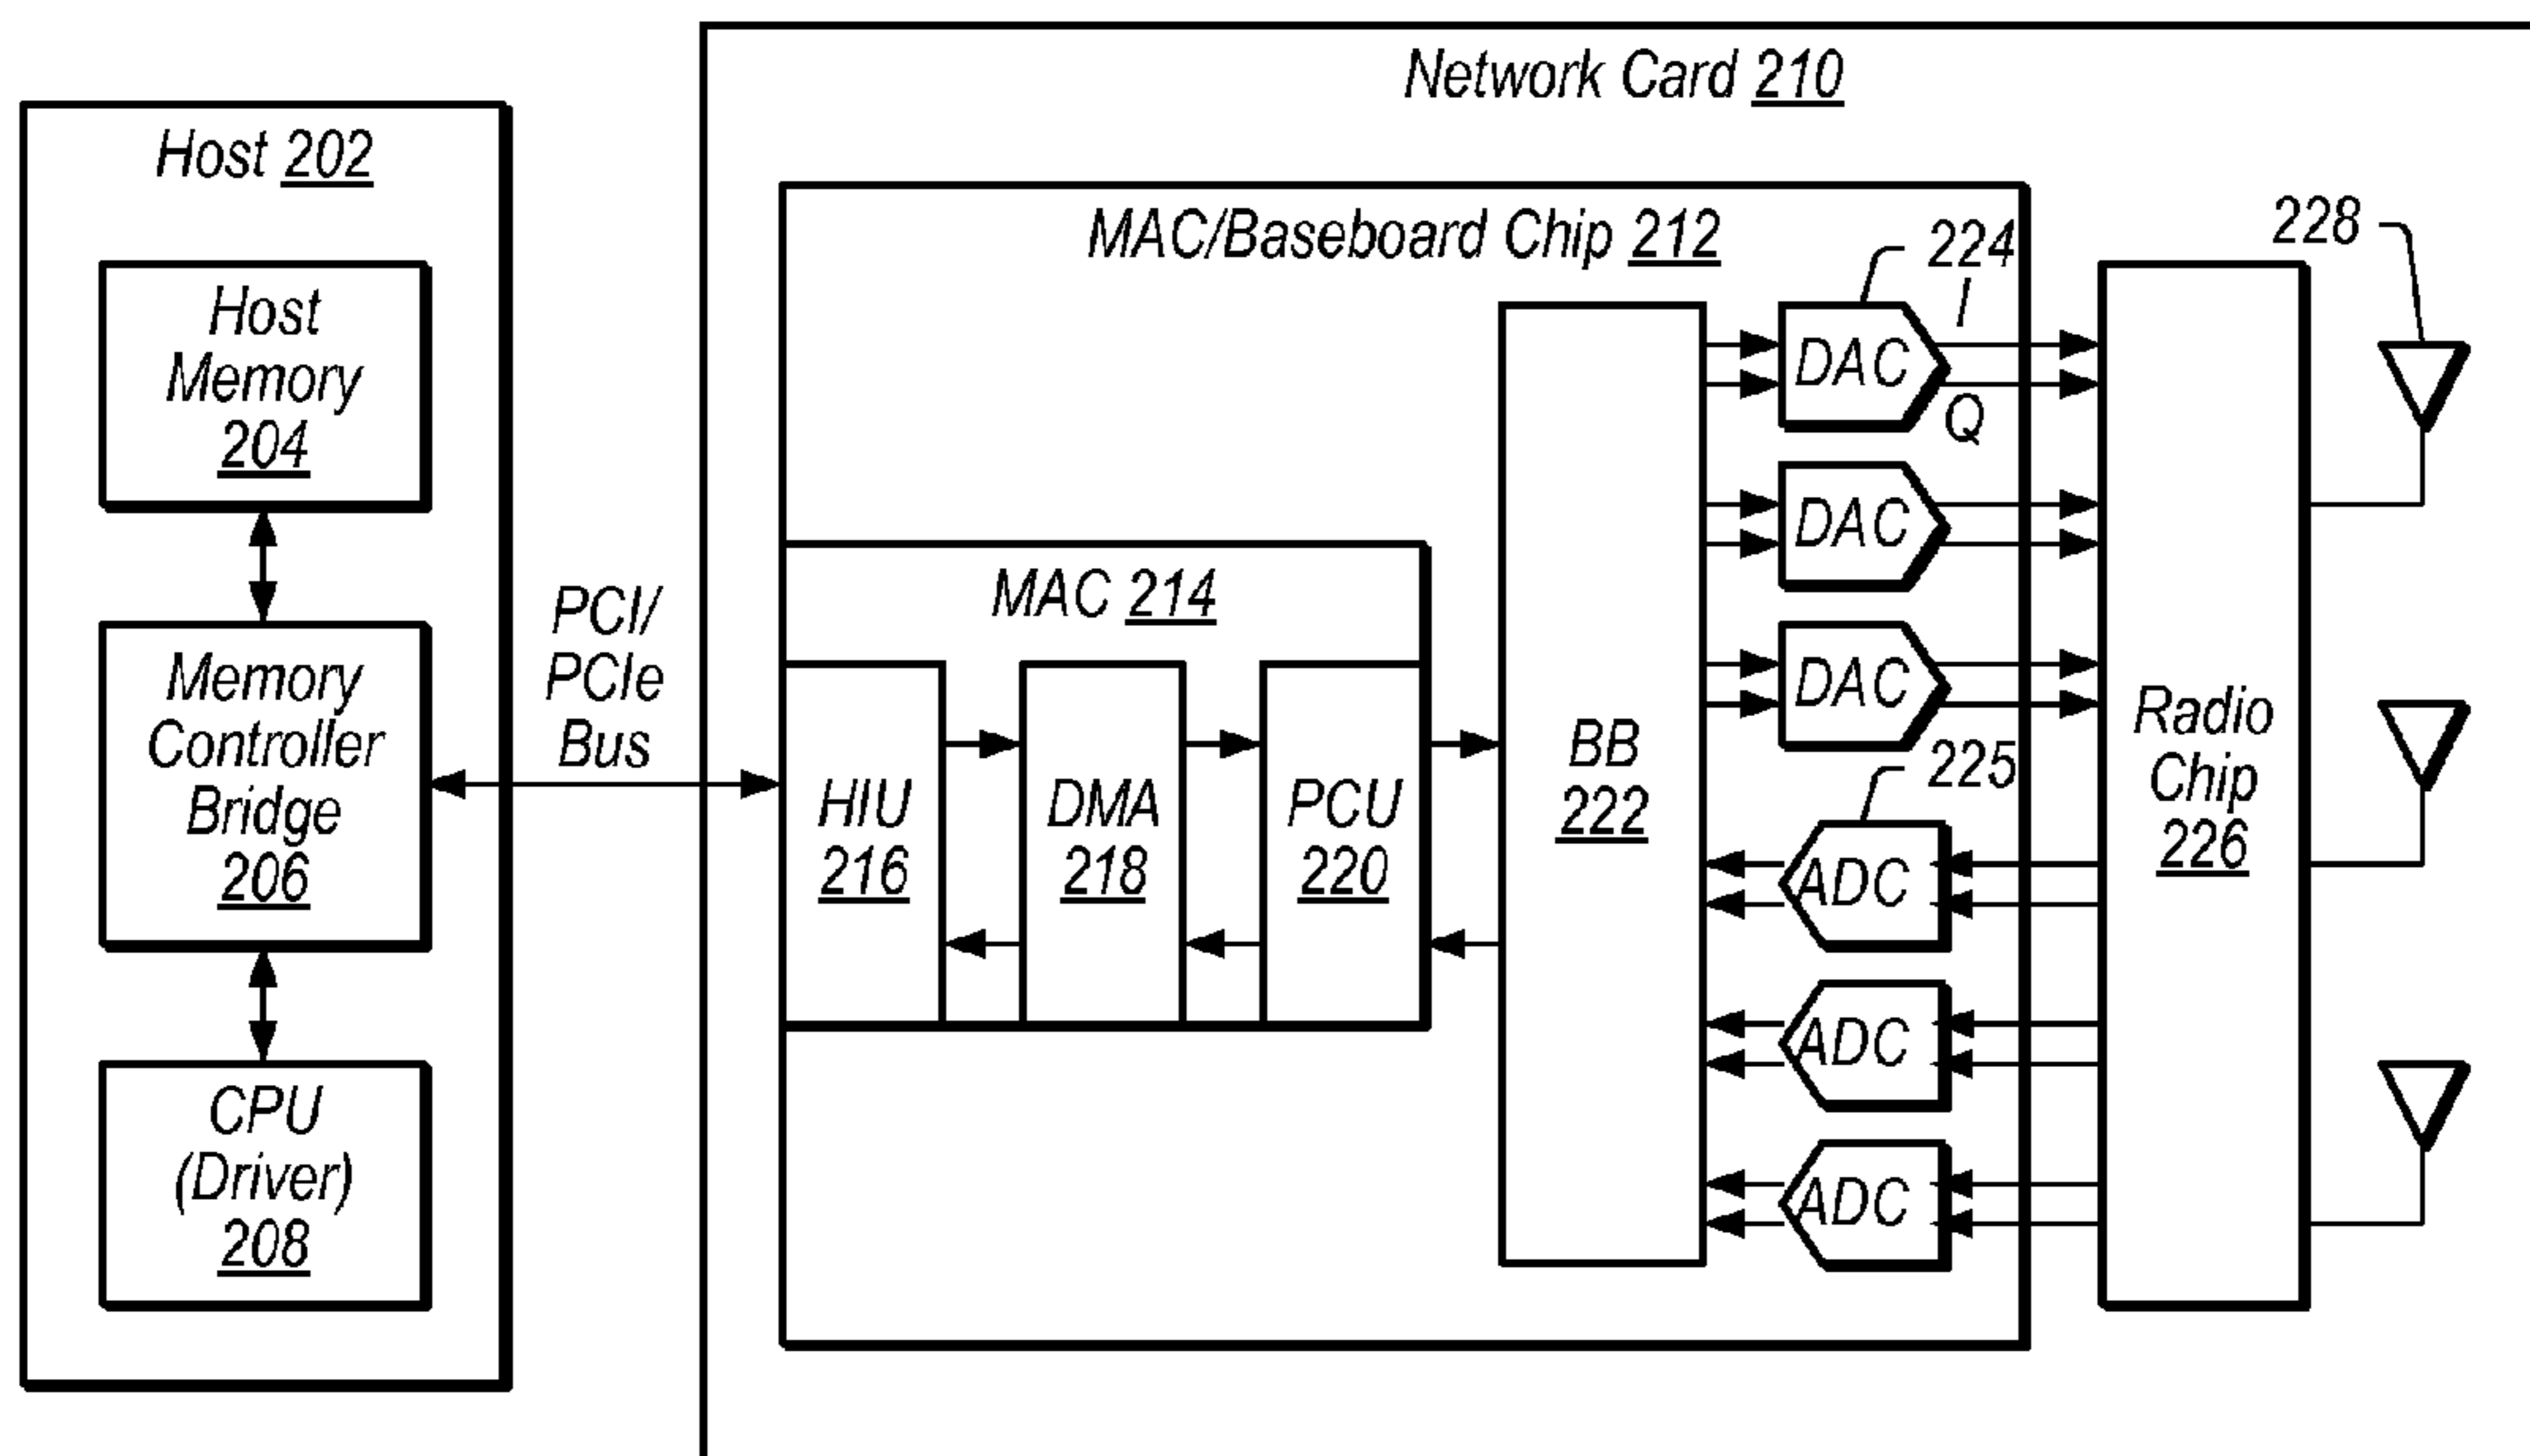 Network Card 210
Host 202
Host
Memory
204
Memory
Controller
Bridge
206
CPU
(Driver)
208
PCI/
PCIe
Bus
MAC/Baseboard Chip 212
MAC 214
HIU
216
DMA
218
PCU
220
BB
222
224
I
DAC
Q
DAC
DAC
225
ADC
ADC
ADC
Radio
Chip
226
228